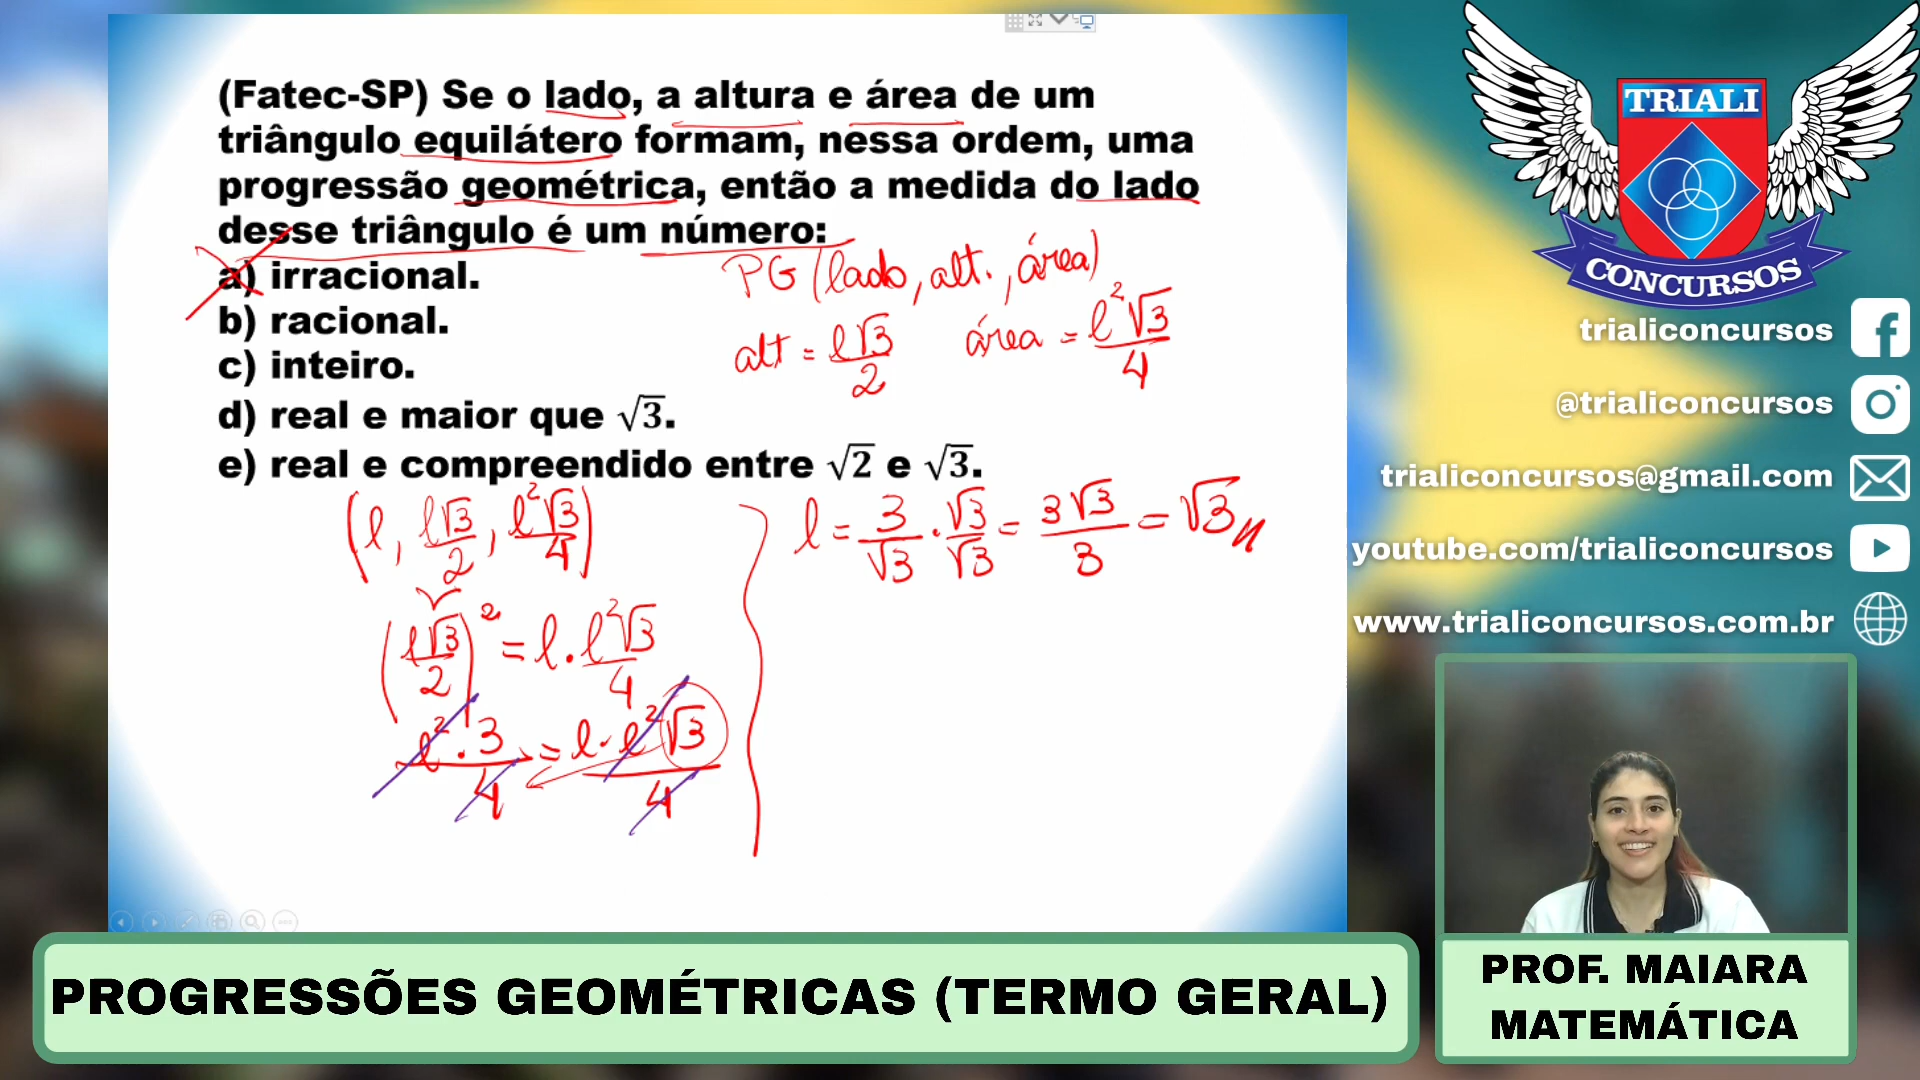 (Fatec-SP) Se o lado, a altura e área de um
triângulo equilátero formam, nessa ordem, uma
progressão geométrica, então a medida do lado
desse triângulo é um número:
a) irracional.
b) racional.
c) inteiro.
d) real e maior que √3.
e) real e compreendido entre √2 e √3.
PG (lado, alt., área)
alt = l√3/2 área = l²√3/4
(l, l√3/2, l²√3/4)
(l√3/2)² = l · l²√3/4
l² · 3/4 = l · l²√3/4
l = 3/√3 · √3/√3 = 3√3/3 = √3
TRIALI
CONCURSOS
trialiconcursos
@trialiconcursos
trialiconcursos@gmail.com
youtube.com/trialiconcursos
www.trialiconcursos.com.br
PROGRESSÕES GEOMÉTRICAS (TERMO GERAL)
PROF. MAIARA
MATEMÁTICA